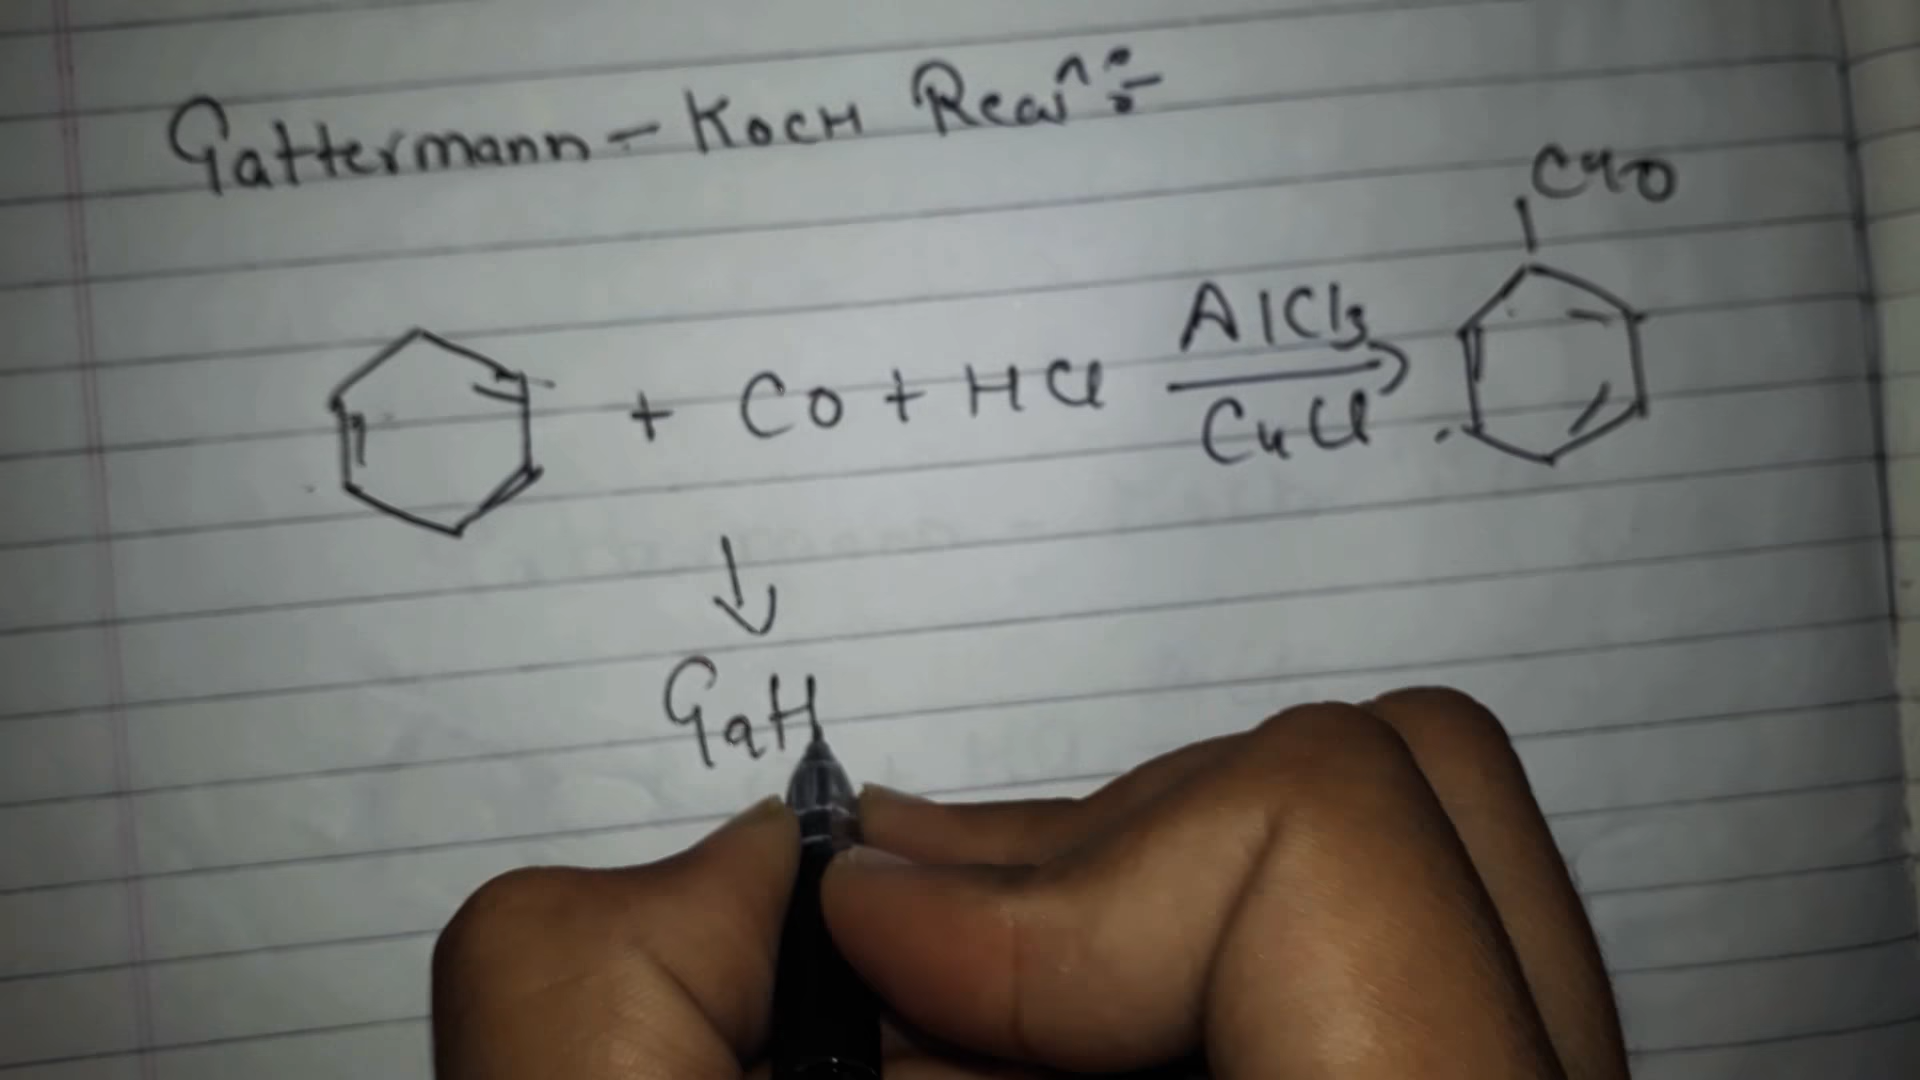 Gattermann - Koch Reaⁿ :-
CHO
+ CO + HCl AlCl3
CuCl
Gatt